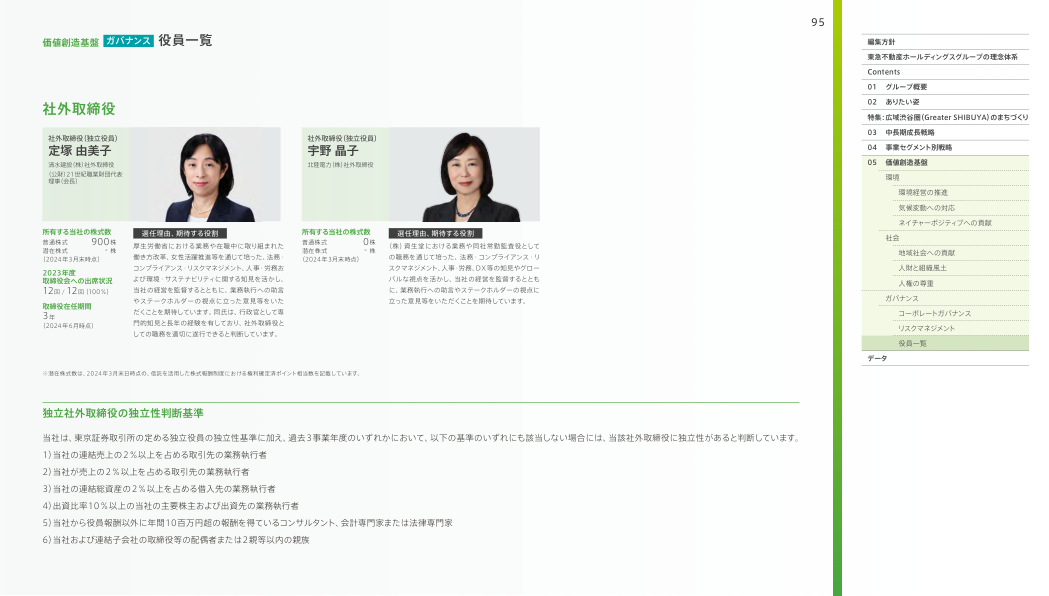 95
価値創造基盤 ガバナンス 役員一覧
社外取締役
社外取締役(独立役員)
定塚 由美子
清水建設(株)社外取締役
(公財)21世紀職業財団代表
理事(会長)
所有する当社の株式数
普通株式 900株
潜在株式 - 株
(2024年3月末時点)
2023年度
取締役会への出席状況
12回 / 12回 (100%)
取締役在任期間
3年
(2024年6月時点)
選任理由、期待する役割
厚生労働省における業務や在職中に取り組まれた
働き方改革、女性活躍推進等を通じて培った、法務・
コンプライアンス・リスクマネジメント、人事・労務お
よび環境・サステナビリティに関する知見を活かし、
当社の経営を監督するとともに、業務執行への助言
やステークホルダーの視点に立った意見等をいた
だくことを期待しています。同氏は、行政官として専
門的知見と長年の経験を有しており、社外取締役と
しての職務を適切に遂行できると判断しています。
社外取締役(独立役員)
宇野 晶子
北陸電力(株)社外取締役
所有する当社の株式数
普通株式 0株
潜在株式 - 株
(2024年3月末時点)
選任理由、期待する役割
(株)資生堂における業務や同社常勤監査役として
の職務を通じて培った、法務・コンプライアンス・リ
スクマネジメント、人事・労務、DX等の知見やグロー
バルな視点を活かし、当社の経営を監督するととも
に、業務執行への助言やステークホルダーの視点に
立った意見等をいただくことを期待しています。
※潜在株式数は、2024年3月末日時点の、信託を活用した株式報酬制度における権利確定済ポイント相当数を記載しています。
独立社外取締役の独立性判断基準
当社は、東京証券取引所の定める独立役員の独立性基準に加え、過去3事業年度のいずれかにおいて、以下の基準のいずれにも該当しない場合には、当該社外取締役に独立性があると判断しています。
1)当社の連結売上の2%以上を占める取引先の業務執行者
2)当社が売上の2%以上を占める取引先の業務執行者
3)当社の連結総資産の2%以上を占める借入先の業務執行者
4)出資比率10%以上の当社の主要株主および出資先の業務執行者
5)当社から役員報酬以外に年間10百万円超の報酬を得ているコンサルタント、会計専門家または法律専門家
6)当社および連結子会社の取締役等の配偶者または2親等以内の親族
編集方針
東急不動産ホールディングスグループの理念体系
Contents
01 グループ概要
02 ありたい姿
特集：広域渋谷圏(Greater SHIBUYA)のまちづくり
03 中長期成長戦略
04 事業セグメント別戦略
05 価値創造基盤
環境
環境経営の推進
気候変動への対応
ネイチャーポジティブへの貢献
社会
地域社会への貢献
人財と組織風土
人権の尊重
ガバナンス
コーポレートガバナンス
リスクマネジメント
役員一覧
データ